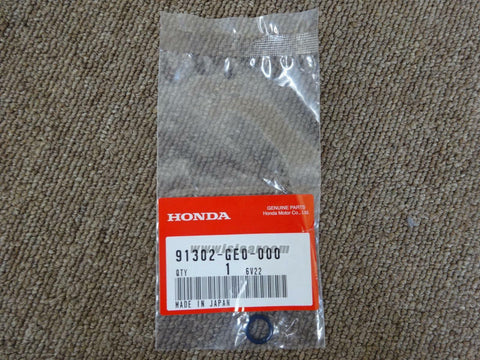 GENUINE PARTS
Honda Motor Co., Ltd.
HONDA
91302-GE0-000
QTY 1 6V22
MADE IN JAPAN